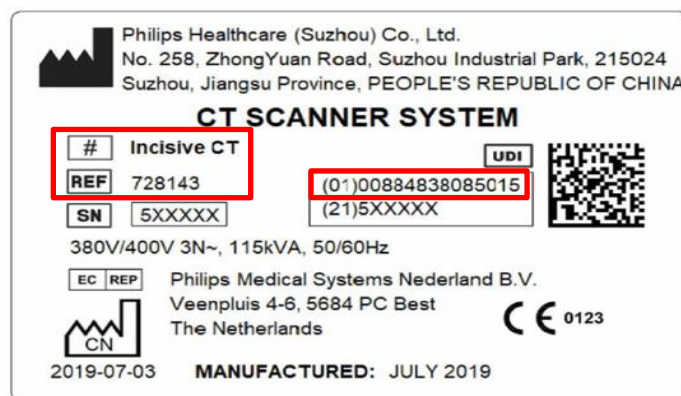 Philips Healthcare (Suzhou) Co., Ltd.
No. 258, ZhongYuan Road, Suzhou Industrial Park, 215024
Suzhou, Jiangsu Province, PEOPLE'S REPUBLIC OF CHINA
CT SCANNER SYSTEM
# Incisive CT
UDI
REF 728143
(01)00884838085015
SN 5XXXXX
(21)5XXXXX
380V/400V 3N~, 115kVA, 50/60Hz
EC REP Philips Medical Systems Nederland B.V.
Veenpluis 4-6, 5684 PC Best
The Netherlands
CE 0123
CN
2019-07-03 MANUFACTURED: JULY 2019